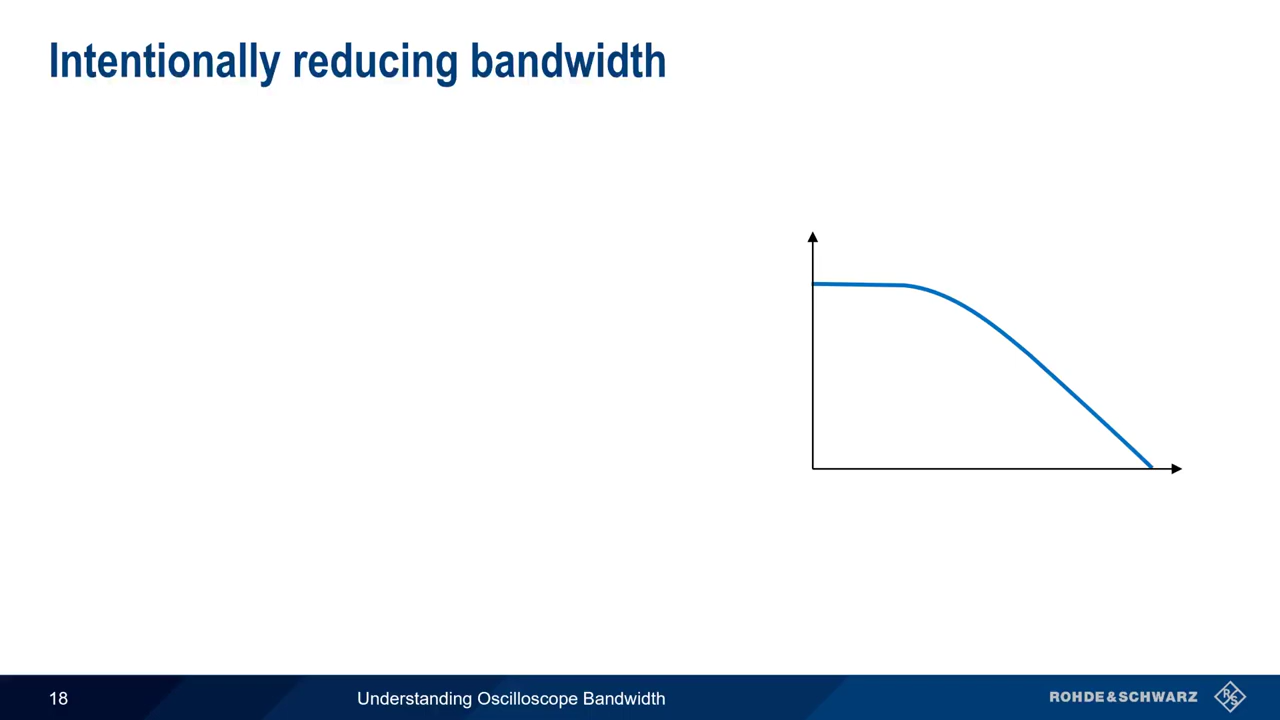 Intentionally reducing bandwidth
18
Understanding Oscilloscope Bandwidth
ROHDE&SCHWARZ
R
S